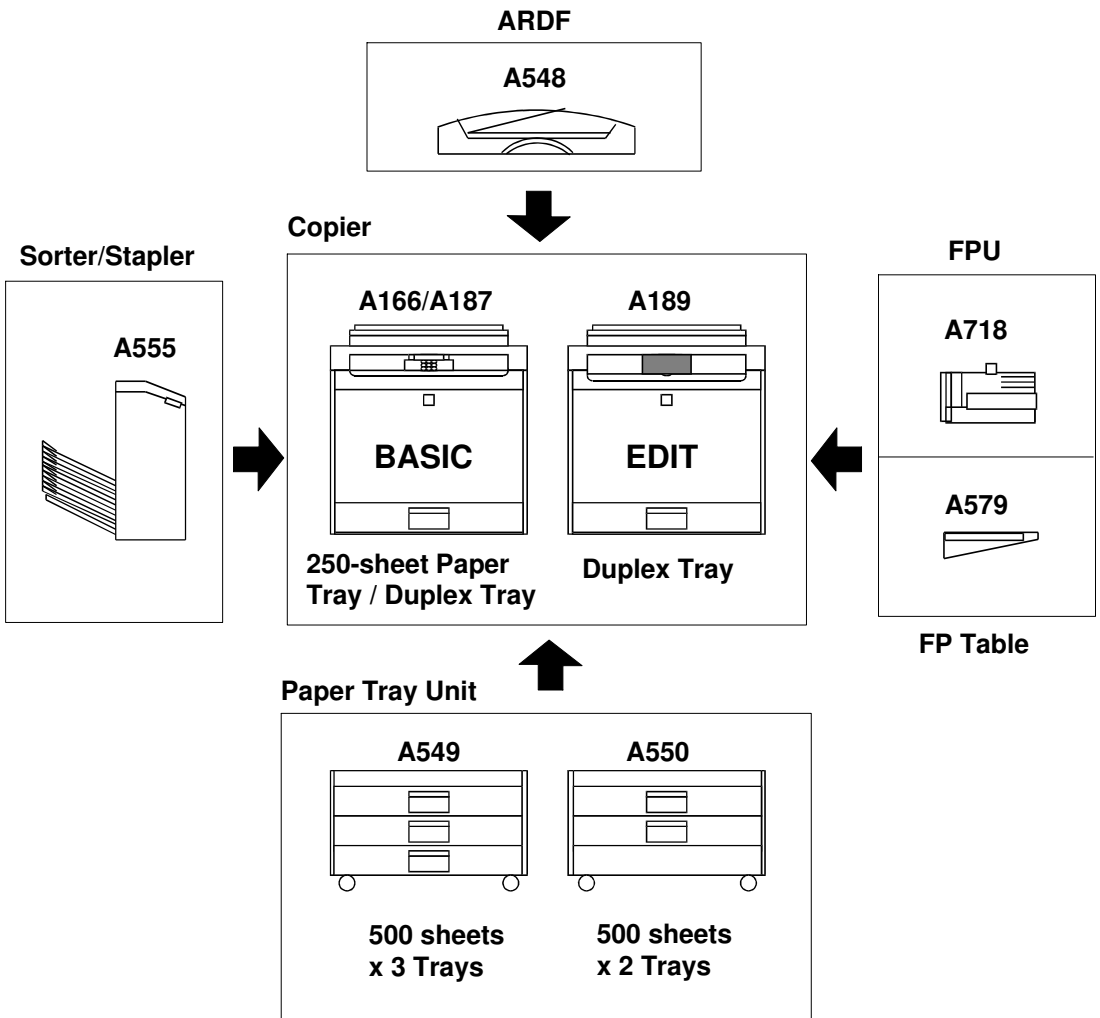 ARDF
A548
Copier
Sorter/Stapler
FPU
A166/A187
A189
A718
A555
BASIC
EDIT
A579
250-sheet Paper
Tray / Duplex Tray
Duplex Tray
FP Table
Paper Tray Unit
A549
A550
500 sheets
x 3 Trays
500 sheets
x 2 Trays